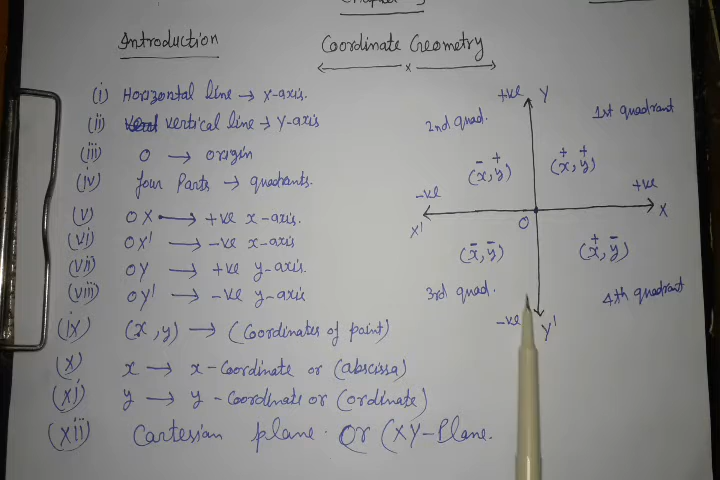 Chapter 3
Introduction
Coordinate Geometry
x
(i) Horizontal line → X-axis.
(ii) vertical line → Y-axis
(iii) O → origin
(iv) four Parts → quadrants.
(v) OX → +ve x-axis.
(vi) OX' → -ve x-axis
(vii) OY → +ve y-axis.
(viii) OY' → -ve y-axis
(ix) (x, y) → (Coordinates of point)
(x) x → x-Coordinate or (abscissa)
(xi) y → y-Coordinate or (ordinate)
(xii) Cartesian plane. Or (XY-Plane.
+ve Y
2nd quad.
1st quadrant
- +
(x, y)
+ +
(x, y)
-ve
+ve
X'
O
X
- -
(x, y)
+ -
(x, y)
3rd quad.
4th quadrant
-ve
Y'